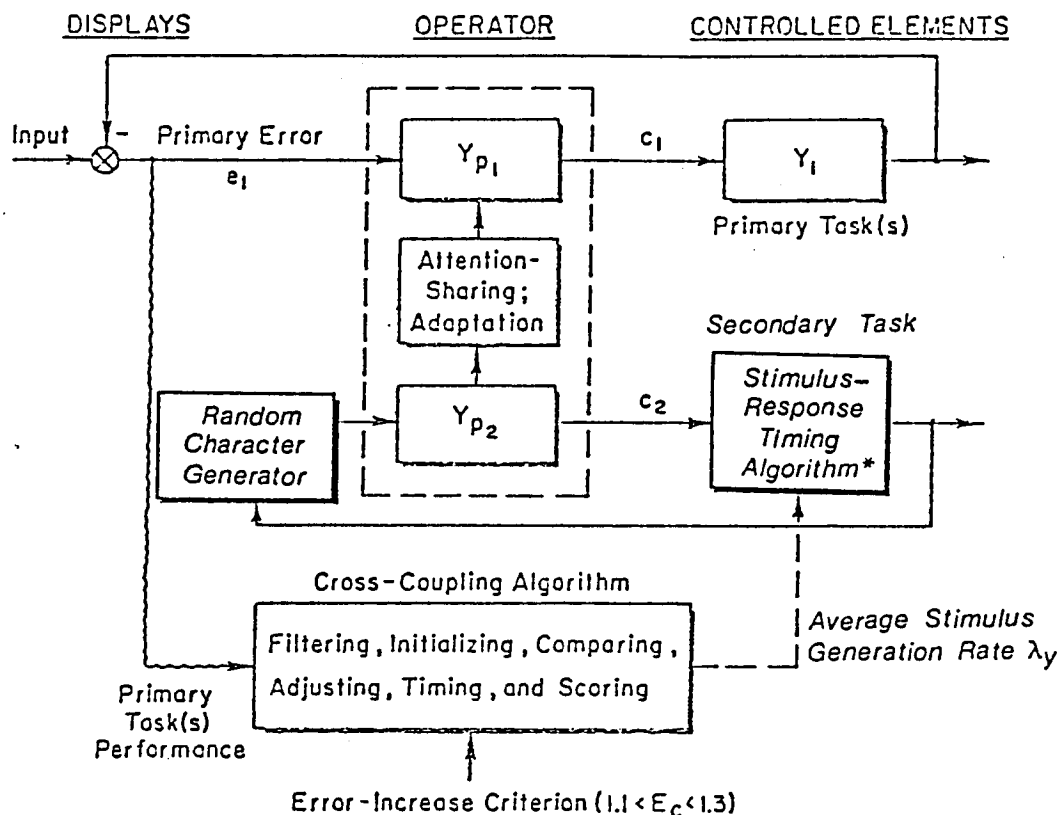 DISPLAYS OPERATOR CONTROLLED ELEMENTS
Input
-
Primary Error
e₁
Yₚ₁
c₁
Y₁
Primary Task(s)
Attention-
Sharing;
Adaptation
Secondary Task
Random
Character
Generator
Yₚ₂
c₂
Stimulus-
Response
Timing
Algorithm*
Cross-Coupling Algorithm
Filtering, Initializing, Comparing,
Adjusting, Timing, and Scoring
Average Stimulus
Generation Rate λy
Primary
Task(s)
Performance
Error-Increase Criterion (1.1 < E_c < 1.3)